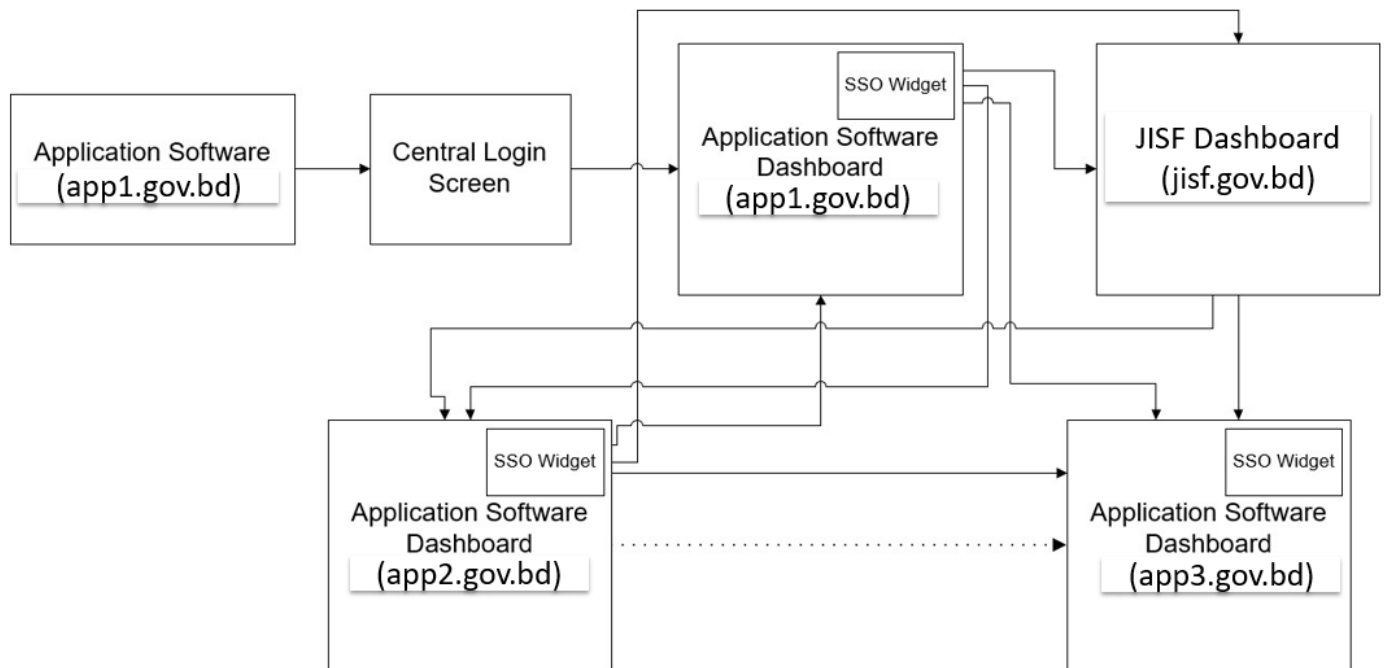 Application Software
(app1.gov.bd)
Central Login
Screen
SSO Widget
Application Software
Dashboard
(app1.gov.bd)
JISF Dashboard
(jisf.gov.bd)
SSO Widget
Application Software
Dashboard
(app2.gov.bd)
SSO Widget
Application Software
Dashboard
(app3.gov.bd)